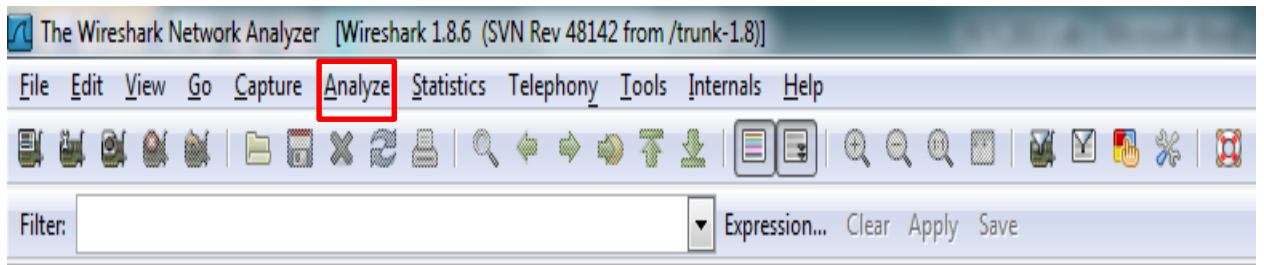 The Wireshark Network Analyzer [Wireshark 1.8.6 (SVN Rev 48142 from /trunk-1.8)]
File Edit View Go Capture Analyze Statistics Telephony Tools Internals Help
Filter: Expression... Clear Apply Save